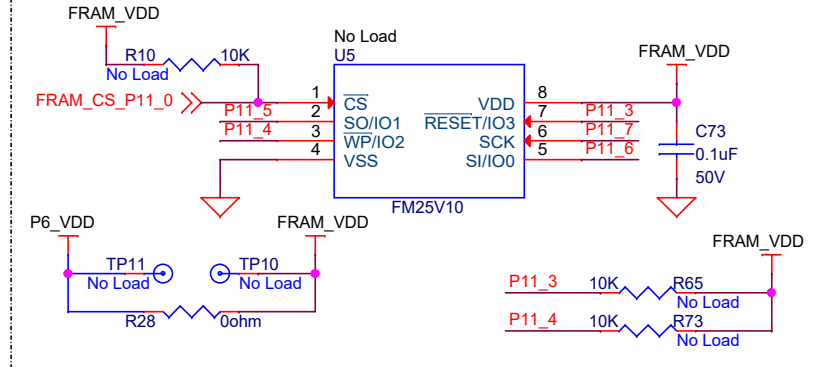 FRAM_VDD
R10 10K
No Load
FRAM_CS_P11_0
No Load
U5
1 CS VDD 8
P11_5 2 SO/IO1 RESET/IO3 7 P11_3
P11_4 3 WP/IO2 SCK 6 P11_7
4 VSS SI/IO0 5 P11_6
FM25V10
FRAM_VDD
C73
0.1uF
50V
P6_VDD FRAM_VDD
TP11 TP10
No Load No Load
R28 0ohm
FRAM_VDD
P11_3 10K R65
No Load
P11_4 10K R73
No Load